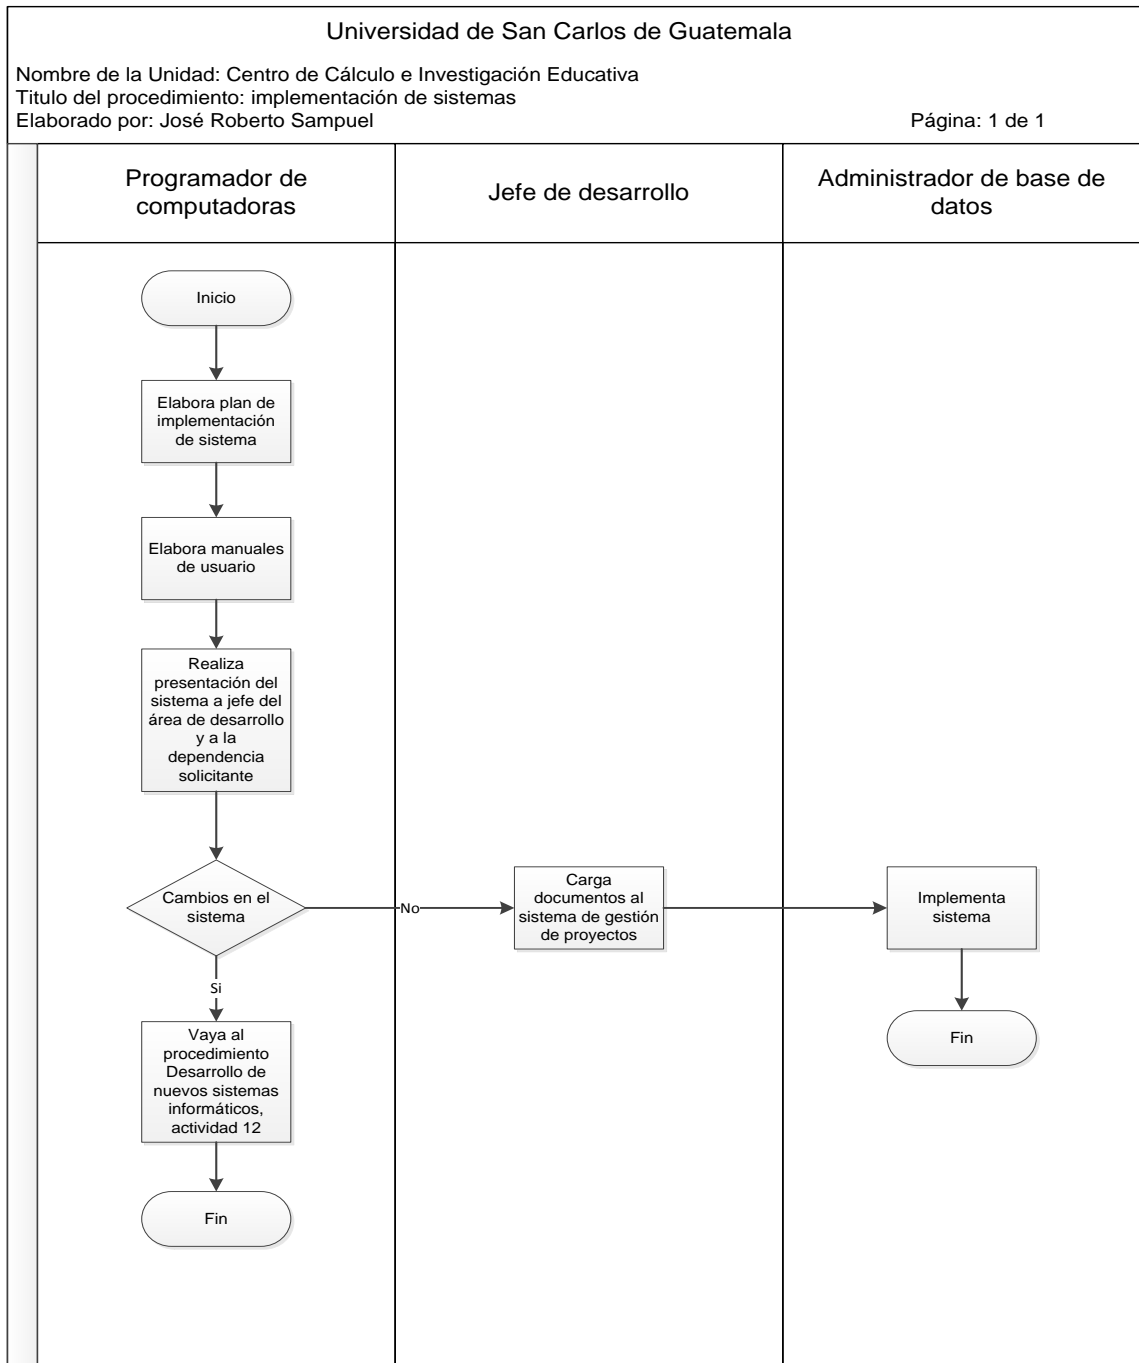 Universidad de San Carlos de Guatemala
Nombre de la Unidad: Centro de Cálculo e Investigación Educativa
Titulo del procedimiento: implementación de sistemas
Elaborado por: José Roberto Sampuel
Página: 1 de 1
Programador de
computadoras
Jefe de desarrollo
Administrador de base de
datos
Inicio
Elabora plan de
implementación
de sistema
Elabora manuales
de usuario
Realiza
presentación del
sistema a jefe del
área de desarrollo
y a la
dependencia
solicitante
Cambios en el
sistema
No
Carga
documentos al
sistema de gestión
de proyectos
Implementa
sistema
Si
Vaya al
procedimiento
Desarrollo de
nuevos sistemas
informáticos,
actividad 12
Fin
Fin